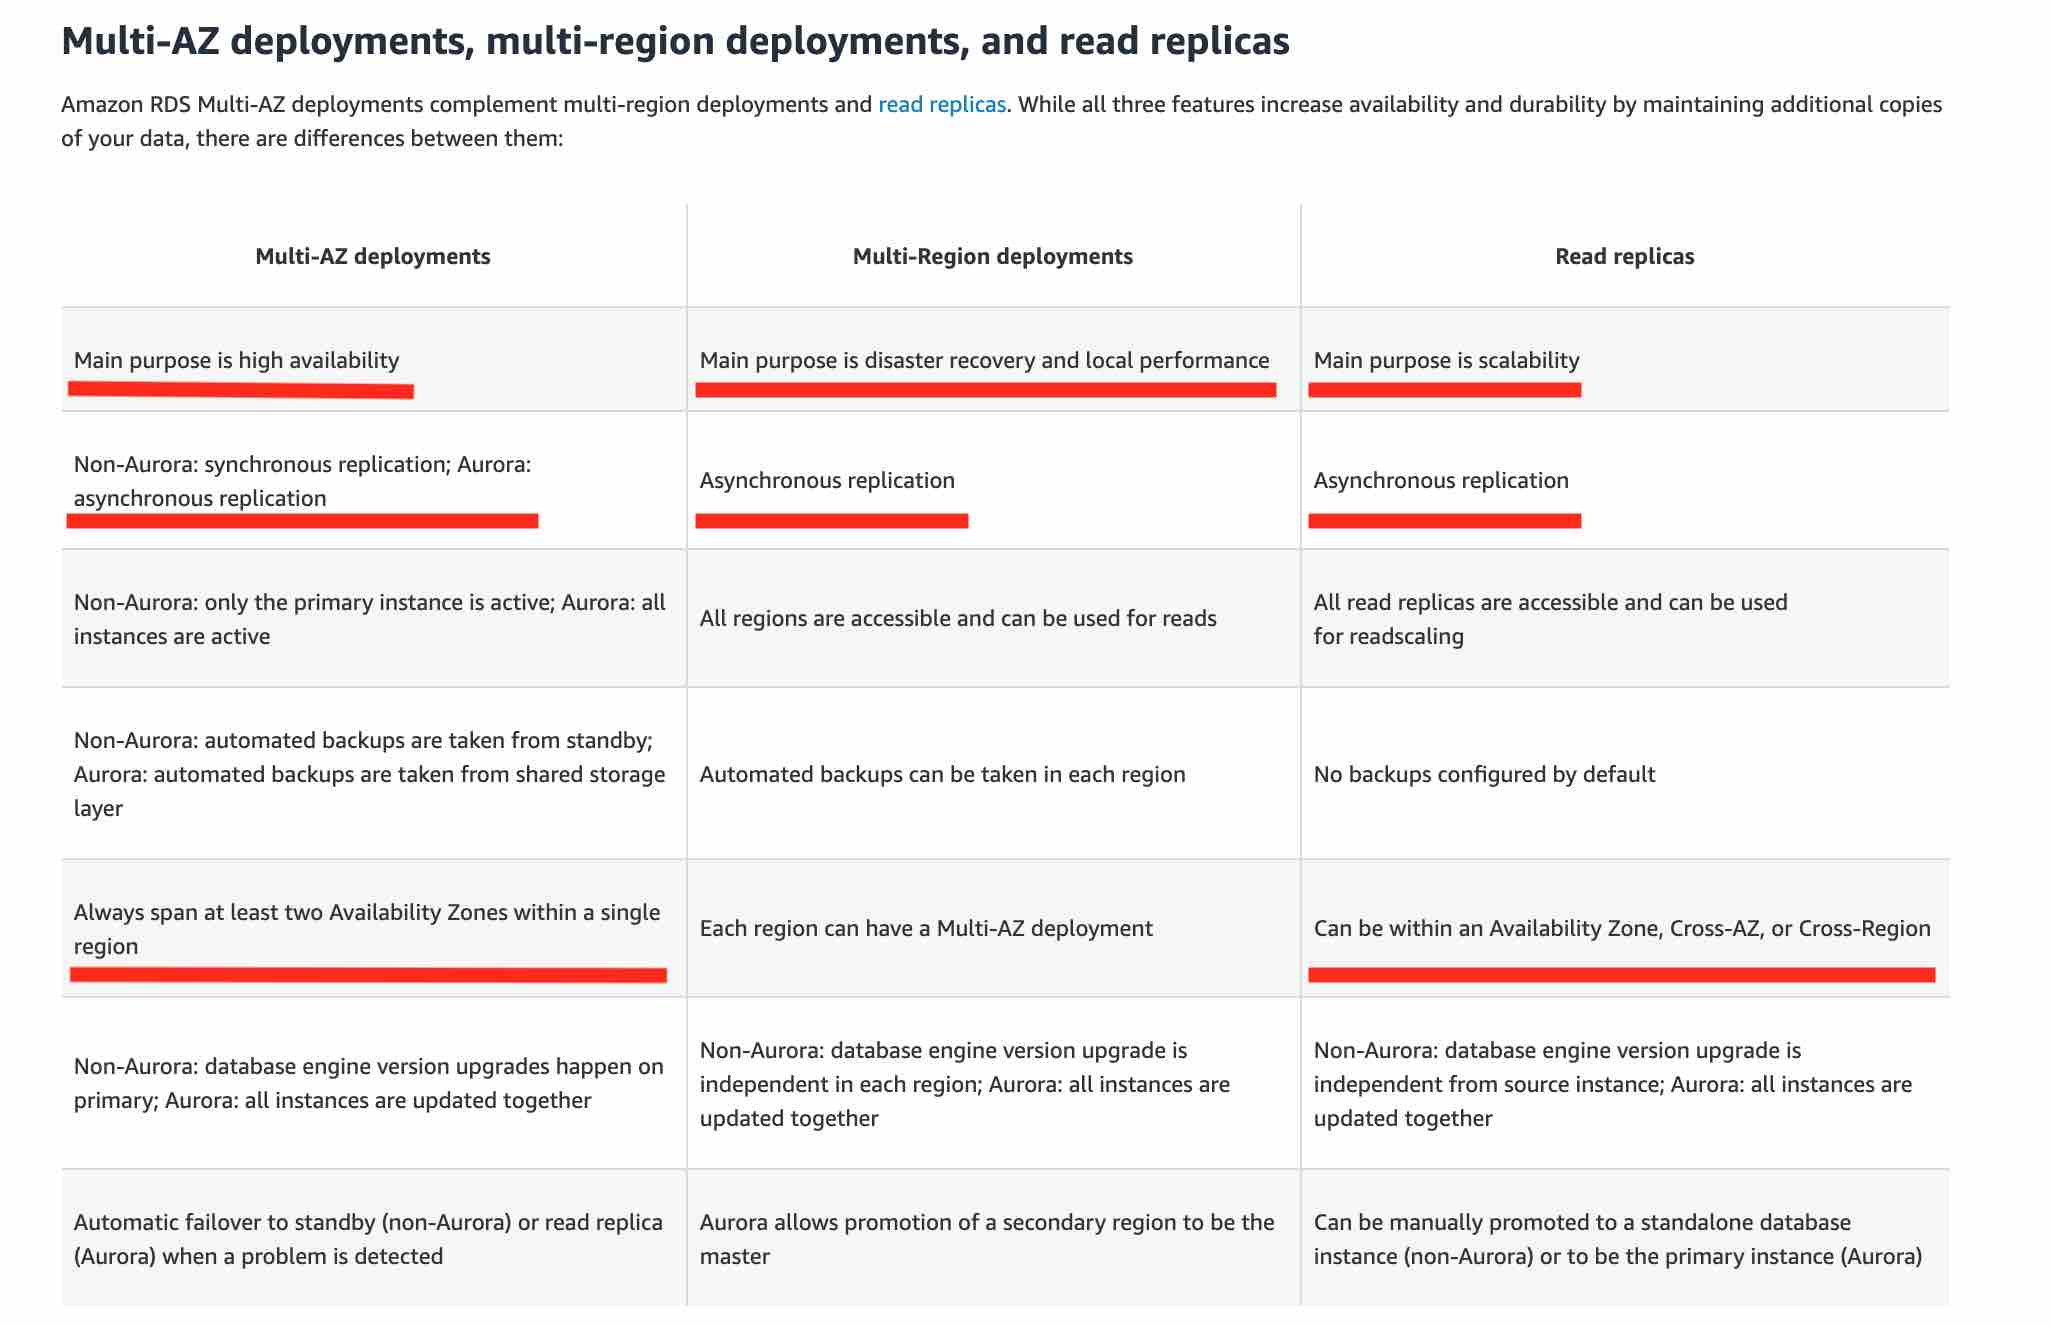 Multi-AZ deployments, multi-region deployments, and read replicas
Amazon RDS Multi-AZ deployments complement multi-region deployments and read replicas. While all three features increase availability and durability by maintaining additional copies
of your data, there are differences between them:
Multi-AZ deployments
Multi-Region deployments
Read replicas
Main purpose is high availability
Main purpose is disaster recovery and local performance
Main purpose is scalability
Non-Aurora: synchronous replication; Aurora:
asynchronous replication
Asynchronous replication
Asynchronous replication
Non-Aurora: only the primary instance is active; Aurora: all
instances are active
All regions are accessible and can be used for reads
All read replicas are accessible and can be used
for readscaling
Non-Aurora: automated backups are taken from standby;
Aurora: automated backups are taken from shared storage
layer
Automated backups can be taken in each region
No backups configured by default
Always span at least two Availability Zones within a single
region
Each region can have a Multi-AZ deployment
Can be within an Availability Zone, Cross-AZ, or Cross-Region
Non-Aurora: database engine version upgrades happen on
primary; Aurora: all instances are updated together
Non-Aurora: database engine version upgrade is
independent in each region; Aurora: all instances are
updated together
Non-Aurora: database engine version upgrade is
independent from source instance; Aurora: all instances are
updated together
Automatic failover to standby (non-Aurora) or read replica
(Aurora) when a problem is detected
Aurora allows promotion of a secondary region to be the
master
Can be manually promoted to a standalone database
instance (non-Aurora) or to be the primary instance (Aurora)